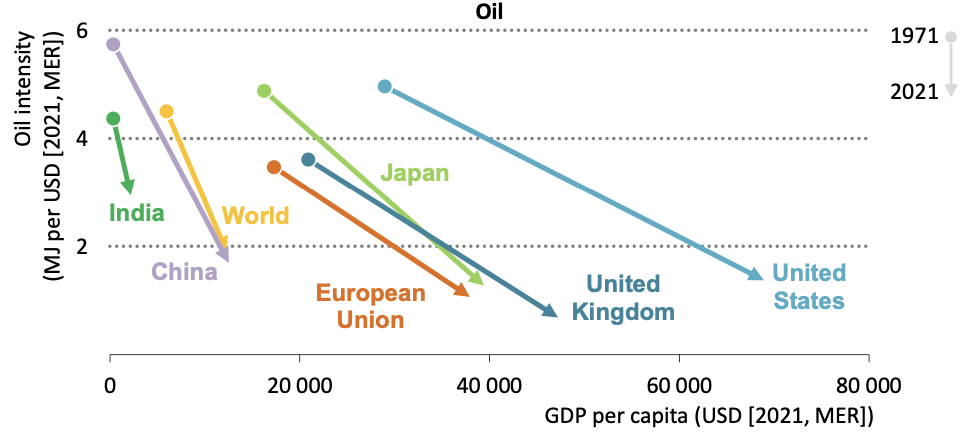 Oil
Oil intensity
(MJ per USD [2021, MER])
6
4
2
1971
2021
Japan
India
World
China
European
Union
United
Kingdom
United
States
0
20 000
40 000
60 000
80 000
GDP per capita (USD [2021, MER])